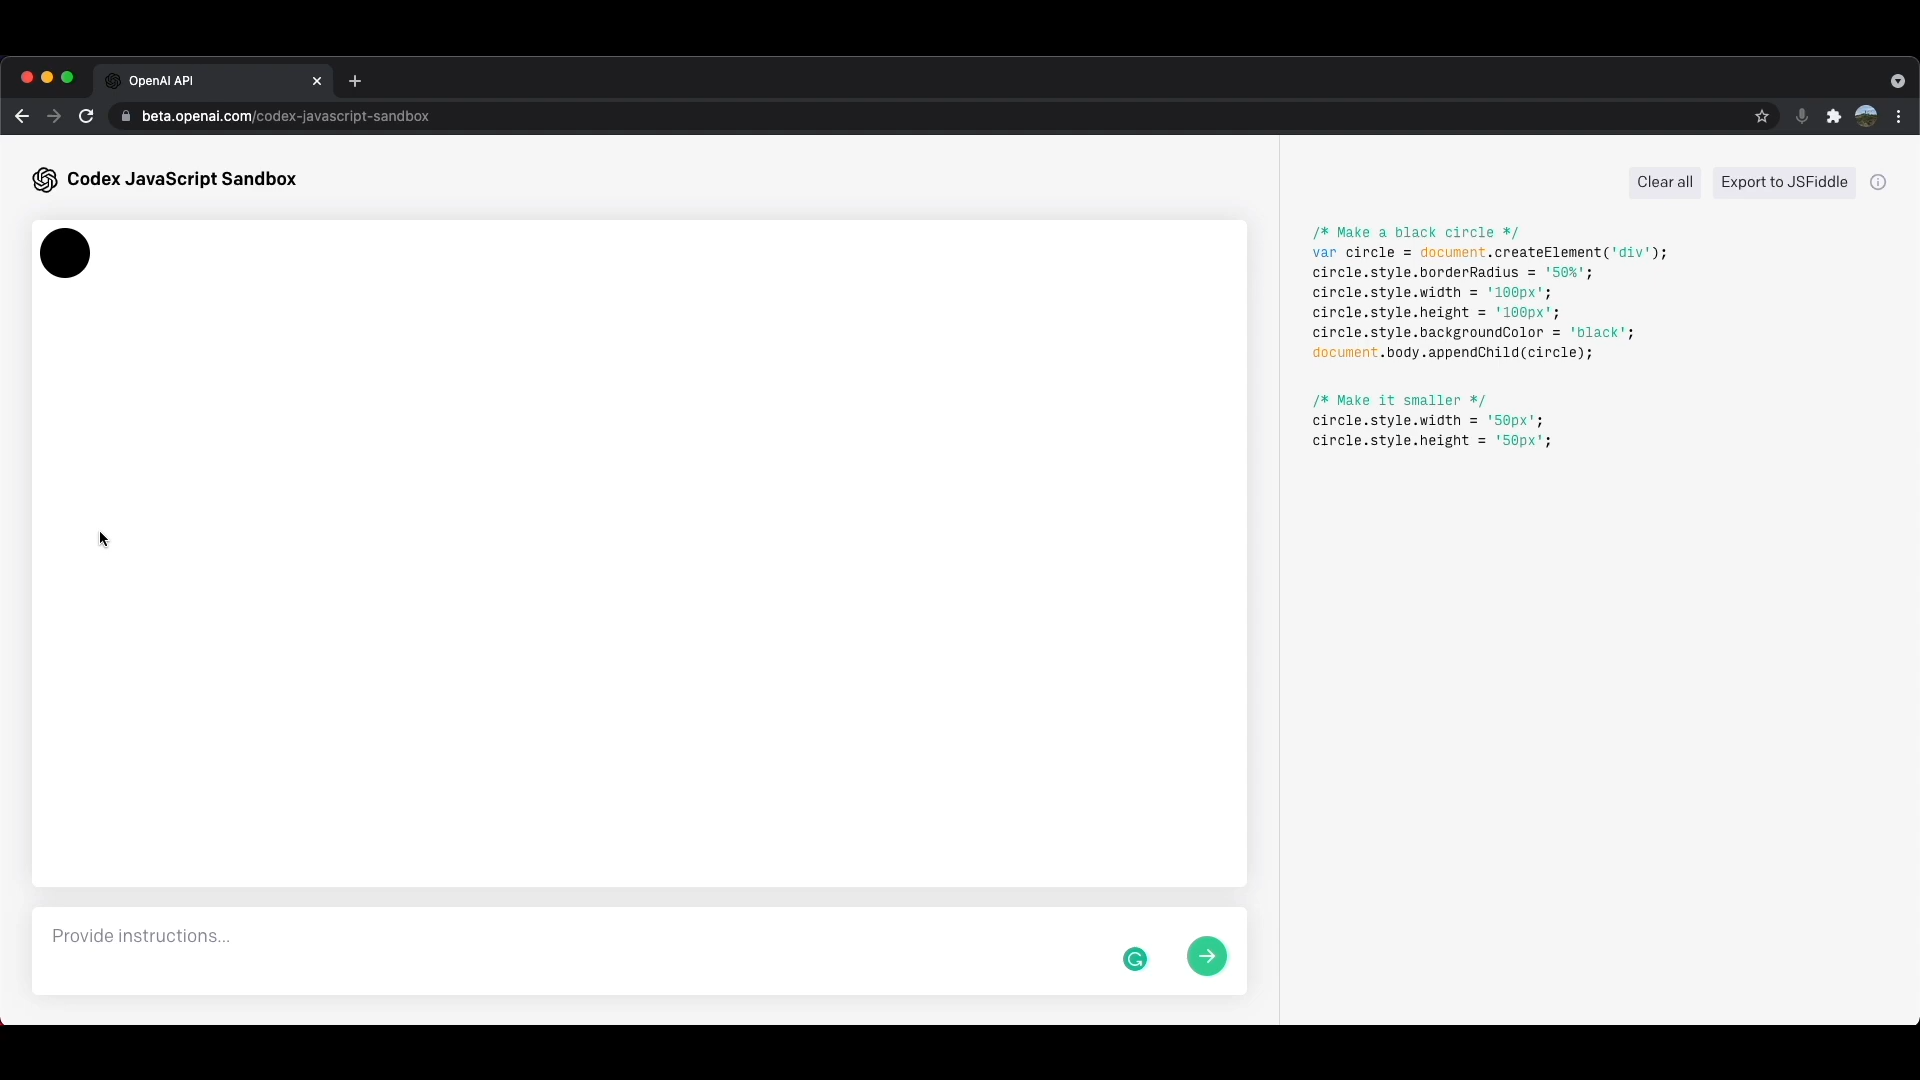 OpenAI API
beta.openai.com/codex-javascript-sandbox
Codex JavaScript Sandbox
Clear all
Export to JSFiddle
/* Make a black circle */
var circle = document.createElement('div');
circle.style.borderRadius = '50%';
circle.style.width = '100px';
circle.style.height = '100px';
circle.style.backgroundColor = 'black';
document.body.appendChild(circle);
/* Make it smaller */
circle.style.width = '50px';
circle.style.height = '50px';
Provide instructions...